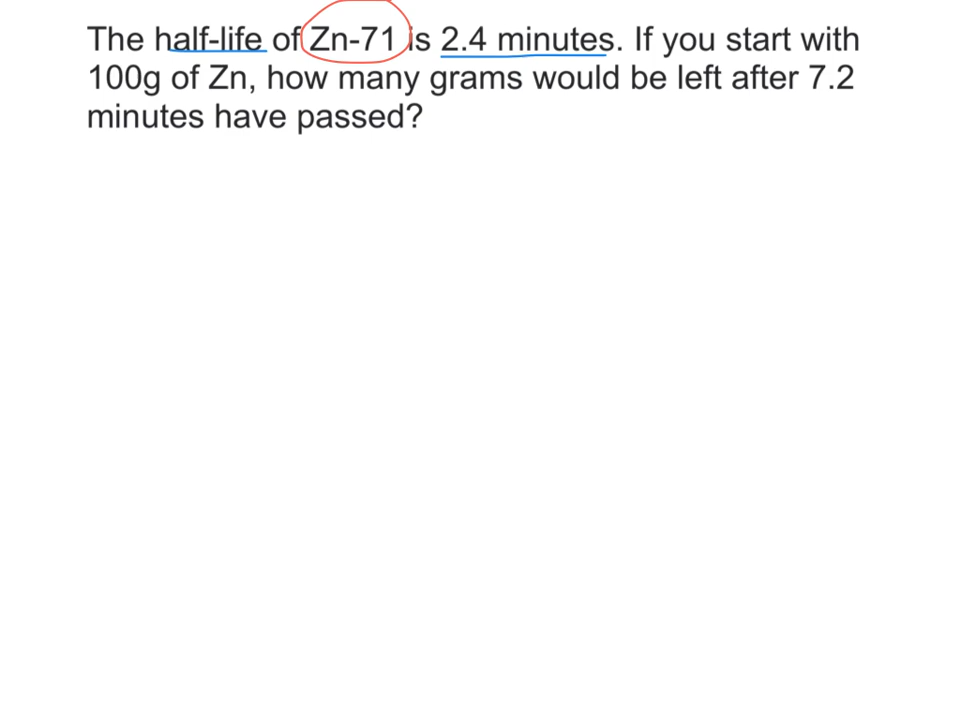 The half-life of Zn-71 is 2.4 minutes. If you start with
100g of Zn, how many grams would be left after 7.2
minutes have passed?